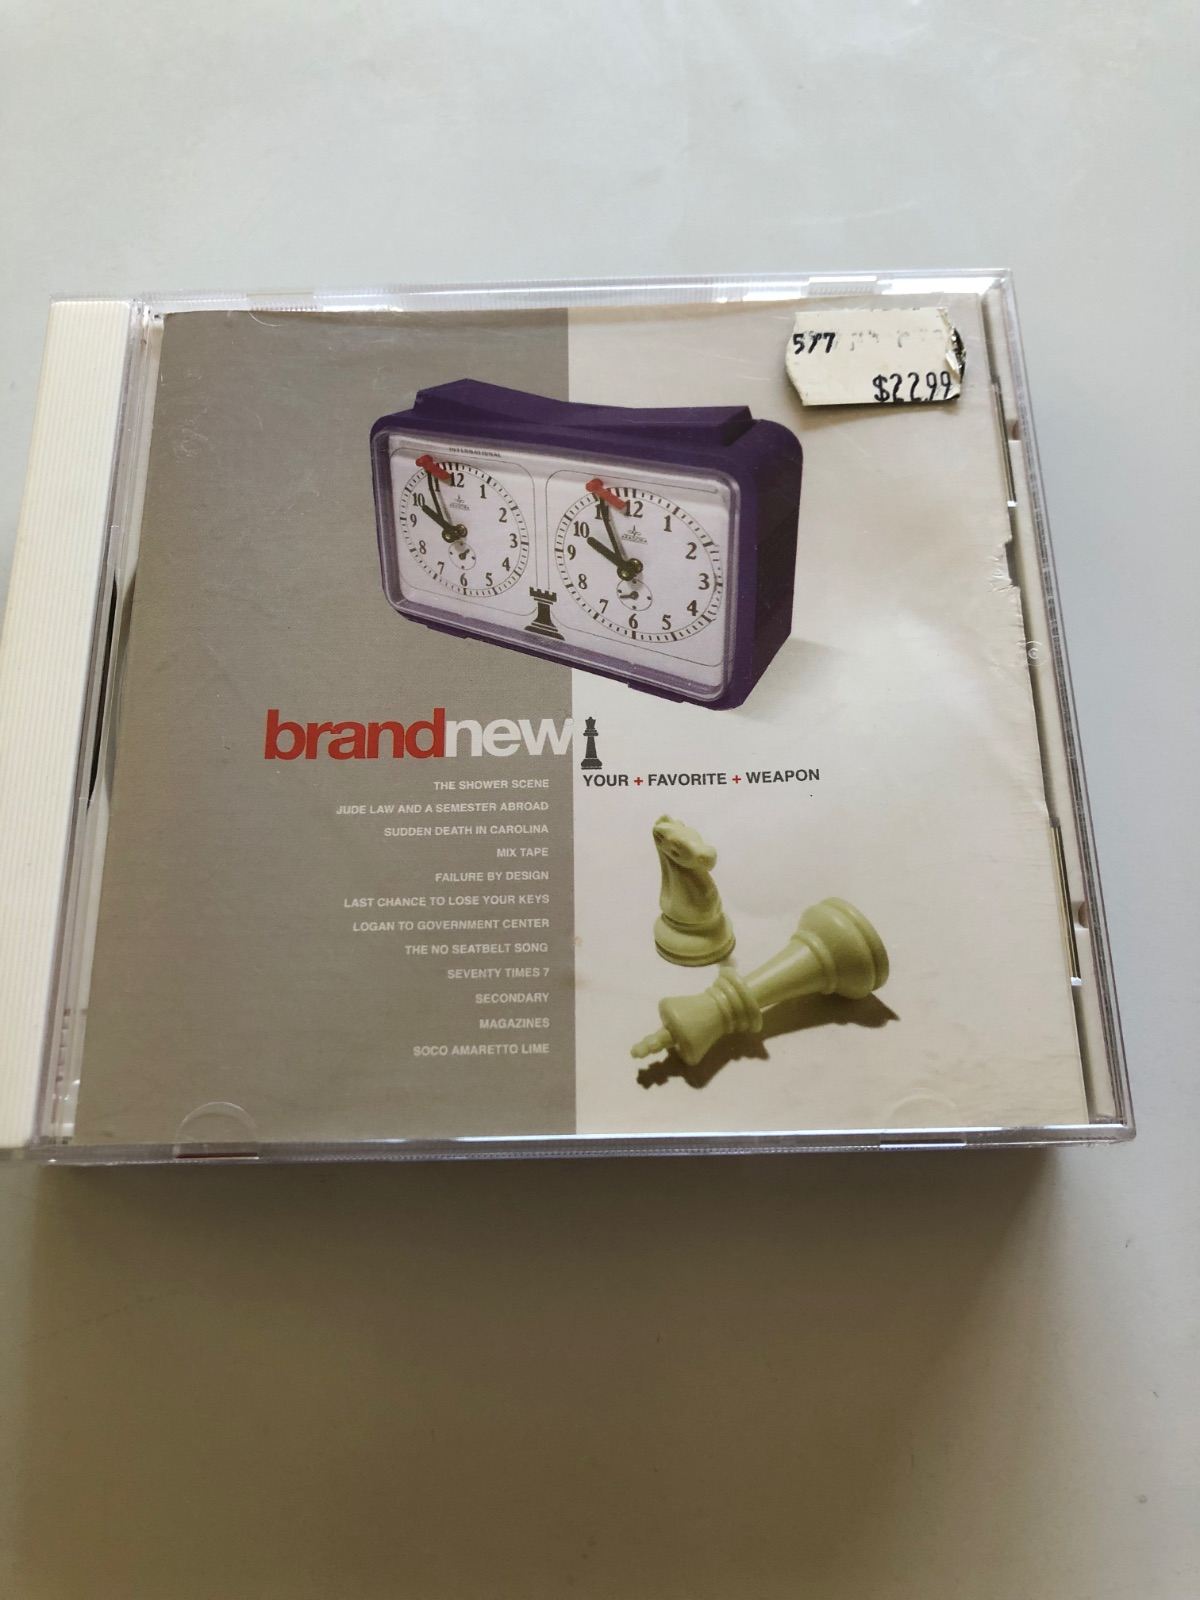 597
$22.99
INTERNATIONAL
12
1
2
3
4
5
6
7
8
9
10
11
12
1
2
3
4
5
6
7
8
9
10
11
brandnew
YOUR + FAVORITE + WEAPON
THE SHOWER SCENE
JUDE LAW AND A SEMESTER ABROAD
SUDDEN DEATH IN CAROLINA
MIX TAPE
FAILURE BY DESIGN
LAST CHANCE TO LOSE YOUR KEYS
LOGAN TO GOVERNMENT CENTER
THE NO SEATBELT SONG
SEVENTY TIMES 7
SECONDARY
MAGAZINES
SOCO AMARETTO LIME